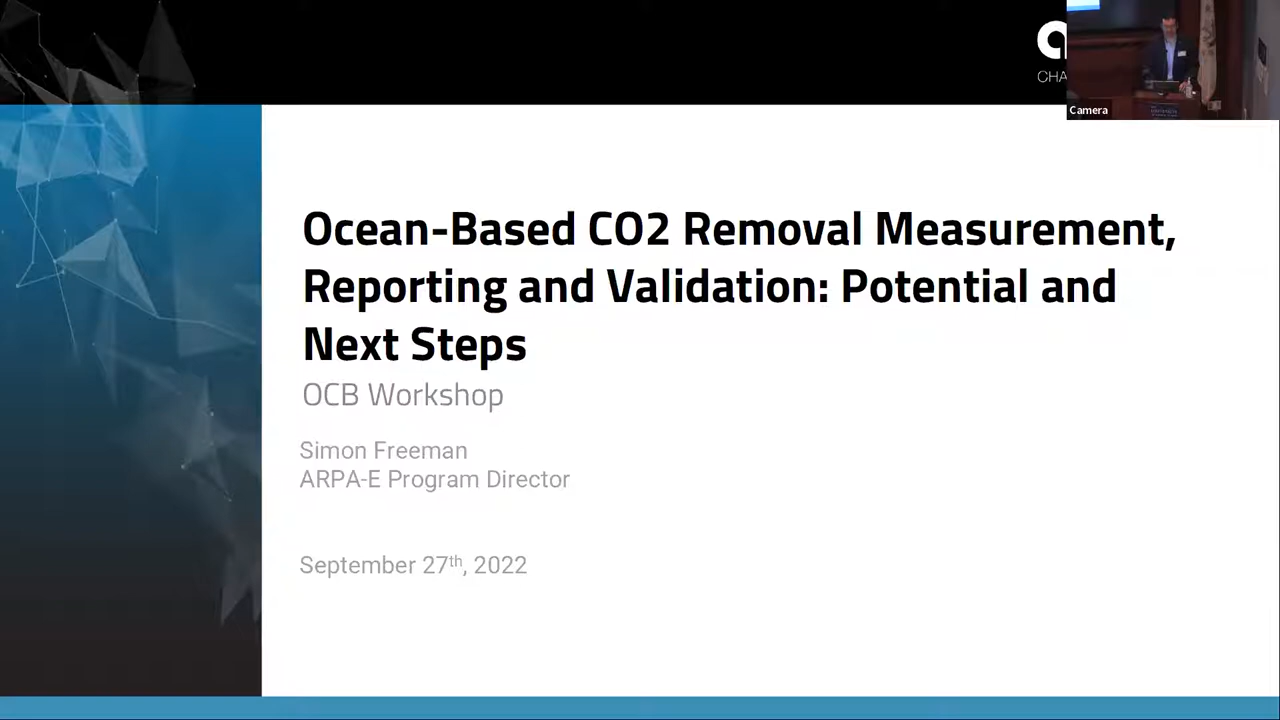 CHA
Camera
Ocean-Based CO2 Removal Measurement,
Reporting and Validation: Potential and
Next Steps
OCB Workshop
Simon Freeman
ARPA-E Program Director
September 27th, 2022